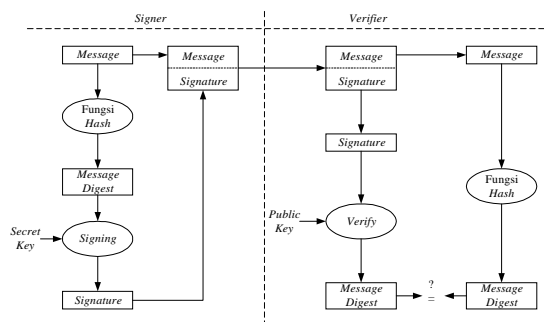 Signer
Verifier
Message
Message
Signature
Message
Signature
Message
Fungsi
Hash
Signature
Fungsi
Hash
Message
Digest
Secret
Key
Signing
Public
Key
Verify
Signature
Message
Digest
?
=
Message
Digest